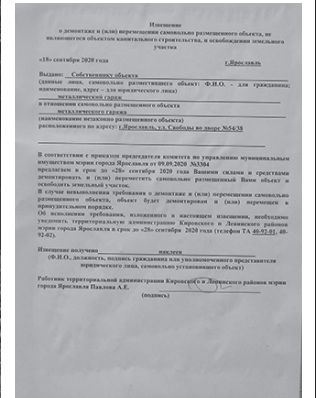 Извещение
о демонтаже и (или) перемещении самовольно размещенного объекта, не
являющегося объектом капитального строительства, и освобождении земельного
участка
«18» сентября 2020 года г.Ярославль
Выдано: Собственнику объекта
(данные лица, самовольно разместившего объект: Ф.И.О. - для гражданина;
наименование, адрес - для юридического лица)
металлический гараж
в отношении самовольно размещенного объекта
металлического гаража
(наименование незаконно размещенного объекта)
расположенного по адресу: г.Ярославль, ул. Свободы во дворе №54/38
В соответствии с приказом председателя комитета по управлению муниципальным
имуществом мэрии города Ярославля от 09.09.2020 №3304
предлагаем в срок до «28» сентября 2020 года Вашими силами и средствами
демонтировать и (или) переместить самовольно размещенный Вами объект и
освободить земельный участок.
В случае невыполнения требования о демонтаже и (или) перемещении самовольно
размещенного объекта, объект будет демонтирован и (или) перемещен в
принудительном порядке.
Об исполнении требования, изложенного в настоящем извещении, необходимо
уведомить территориальную администрацию Кировского и Ленинского районов
мэрии города Ярославля в срок до «28» сентября 2020 года (телефон ТА 40-92-01, 40-
92-02).
Извещение получено наклеен
(Ф.И.О., должность, подпись гражданина или уполномоченного представителя
юридического лица, самовольно установившего объект)
Работник территориальной администрации Кировского и Ленинского районов мэрии
города Ярославля Павлова А.Е.
(подпись)